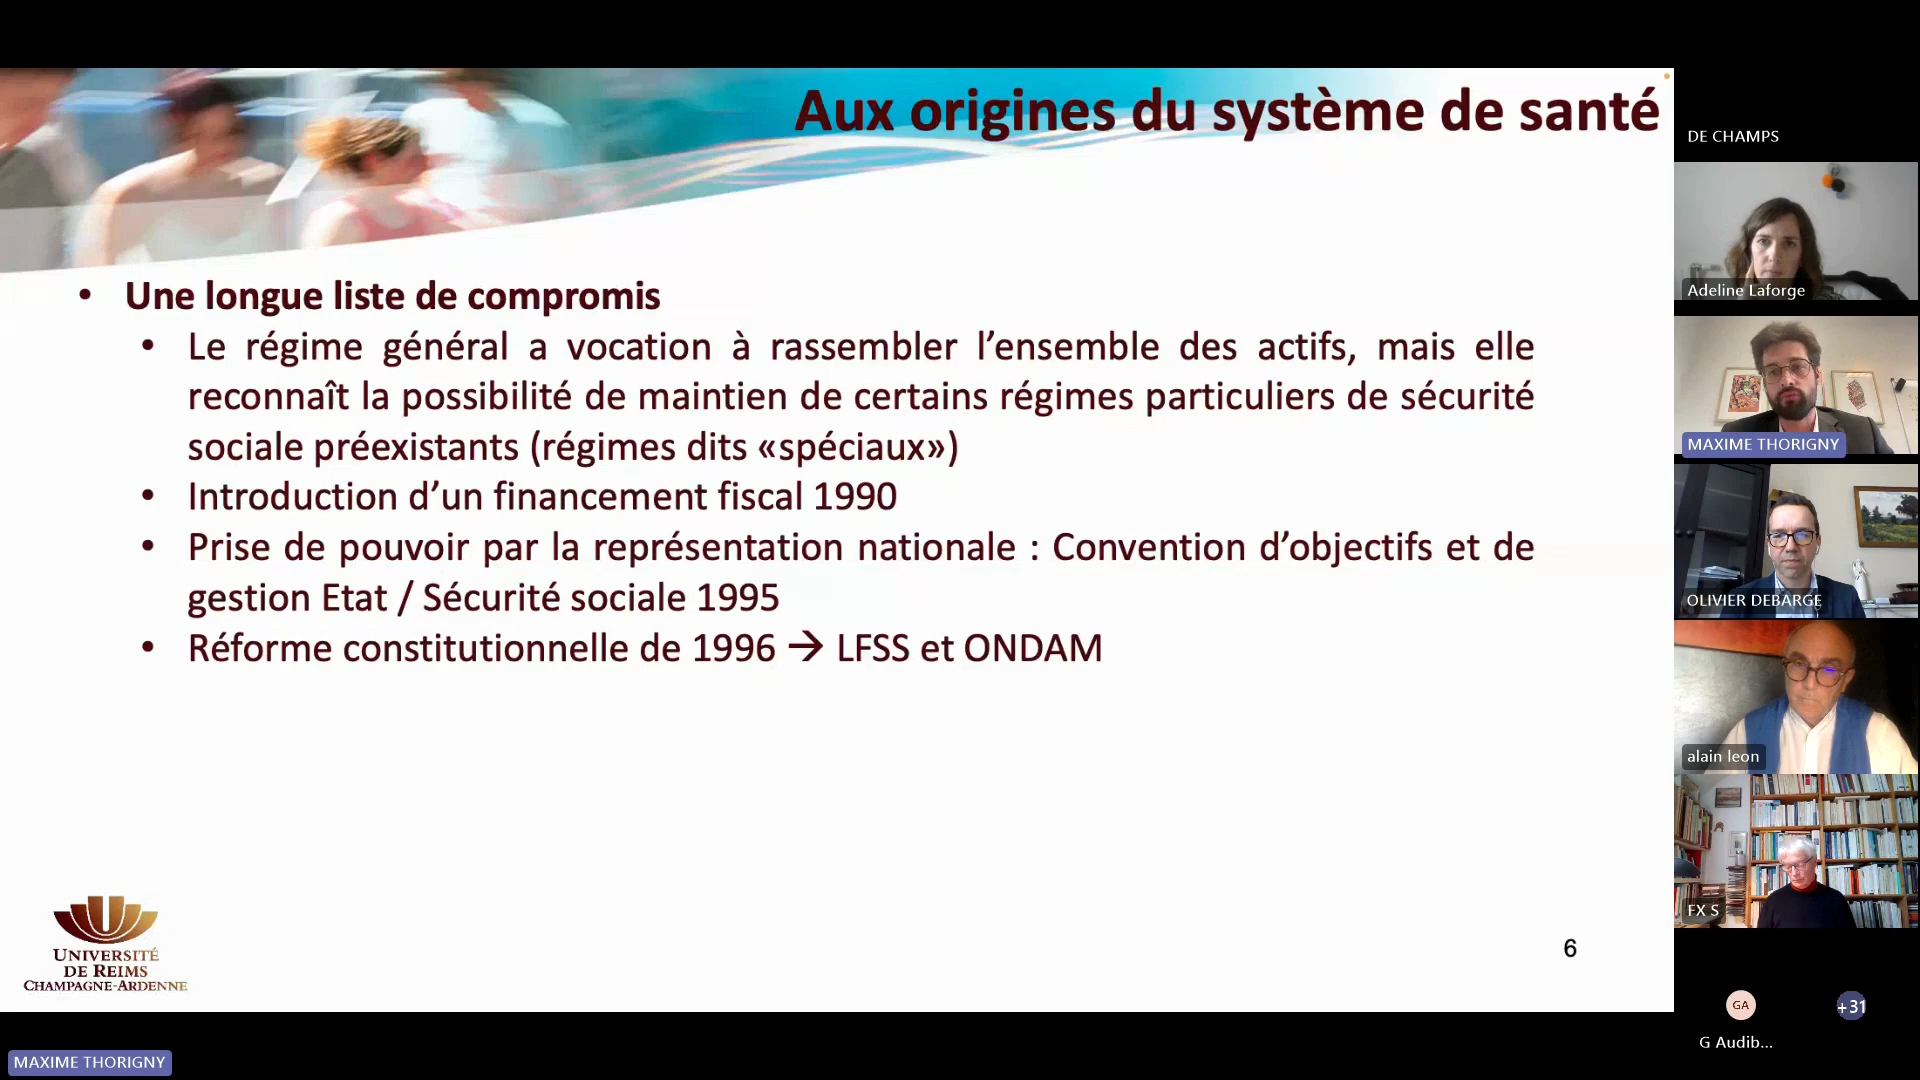 Aux origines du système de santé
• Une longue liste de compromis
• Le régime général a vocation à rassembler l’ensemble des actifs, mais elle
reconnaît la possibilité de maintien de certains régimes particuliers de sécurité
sociale préexistants (régimes dits «spéciaux»)
• Introduction d’un financement fiscal 1990
• Prise de pouvoir par la représentation nationale : Convention d’objectifs et de
gestion Etat / Sécurité sociale 1995
• Réforme constitutionnelle de 1996 → LFSS et ONDAM
UNIVERSITÉ
DE REIMS
CHAMPAGNE-ARDENNE
6
MAXIME THORIGNY
DE CHAMPS
Adeline Laforge
MAXIME THORIGNY
OLIVIER DEBARGE
alain leon
FX S
GA
+31
G Audib...